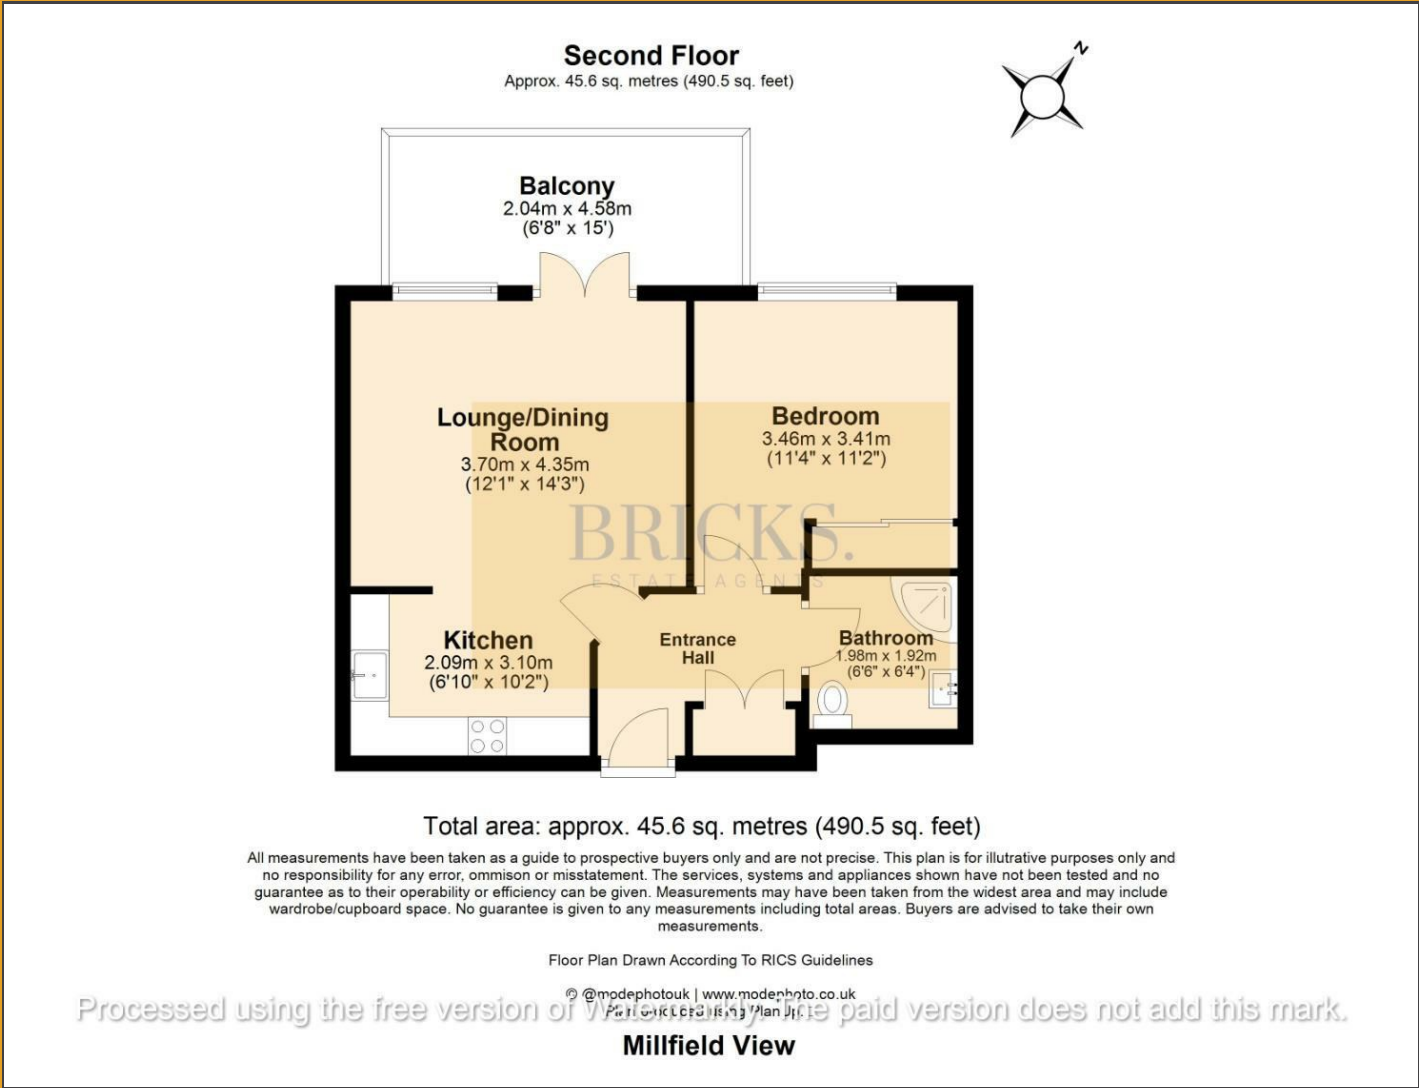 Second Floor
Approx. 45.6 sq. metres (490.5 sq. feet)
N
Balcony
2.04m x 4.58m
(6'8" x 15')
Lounge/Dining
Room
3.70m x 4.35m
(12'1" x 14'3")
Bedroom
3.46m x 3.41m
(11'4" x 11'2")
BRICKS.
ESTATE AGENTS
Kitchen
2.09m x 3.10m
(6'10" x 10'2")
Entrance
Hall
Bathroom
1.98m x 1.92m
(6'6" x 6'4")
Total area: approx. 45.6 sq. metres (490.5 sq. feet)
All measurements have been taken as a guide to prospective buyers only and are not precise. This plan is for illutrative purposes only and
no responsibility for any error, ommison or misstatement. The services, systems and appliances shown have not been tested and no
guarantee as to their operability or efficiency can be given. Measurements may have been taken from the widest area and may include
wardrobe/cupboard space. No guarantee is given to any measurements including total areas. Buyers are advised to take their own
measurements.
Floor Plan Drawn According To RICS Guidelines
© @modephotouk | www.modephoto.co.uk
Processed using the free version of Watermarkly. The paid version does not add this mark.
Plan produced using PlanUp.
Millfield View